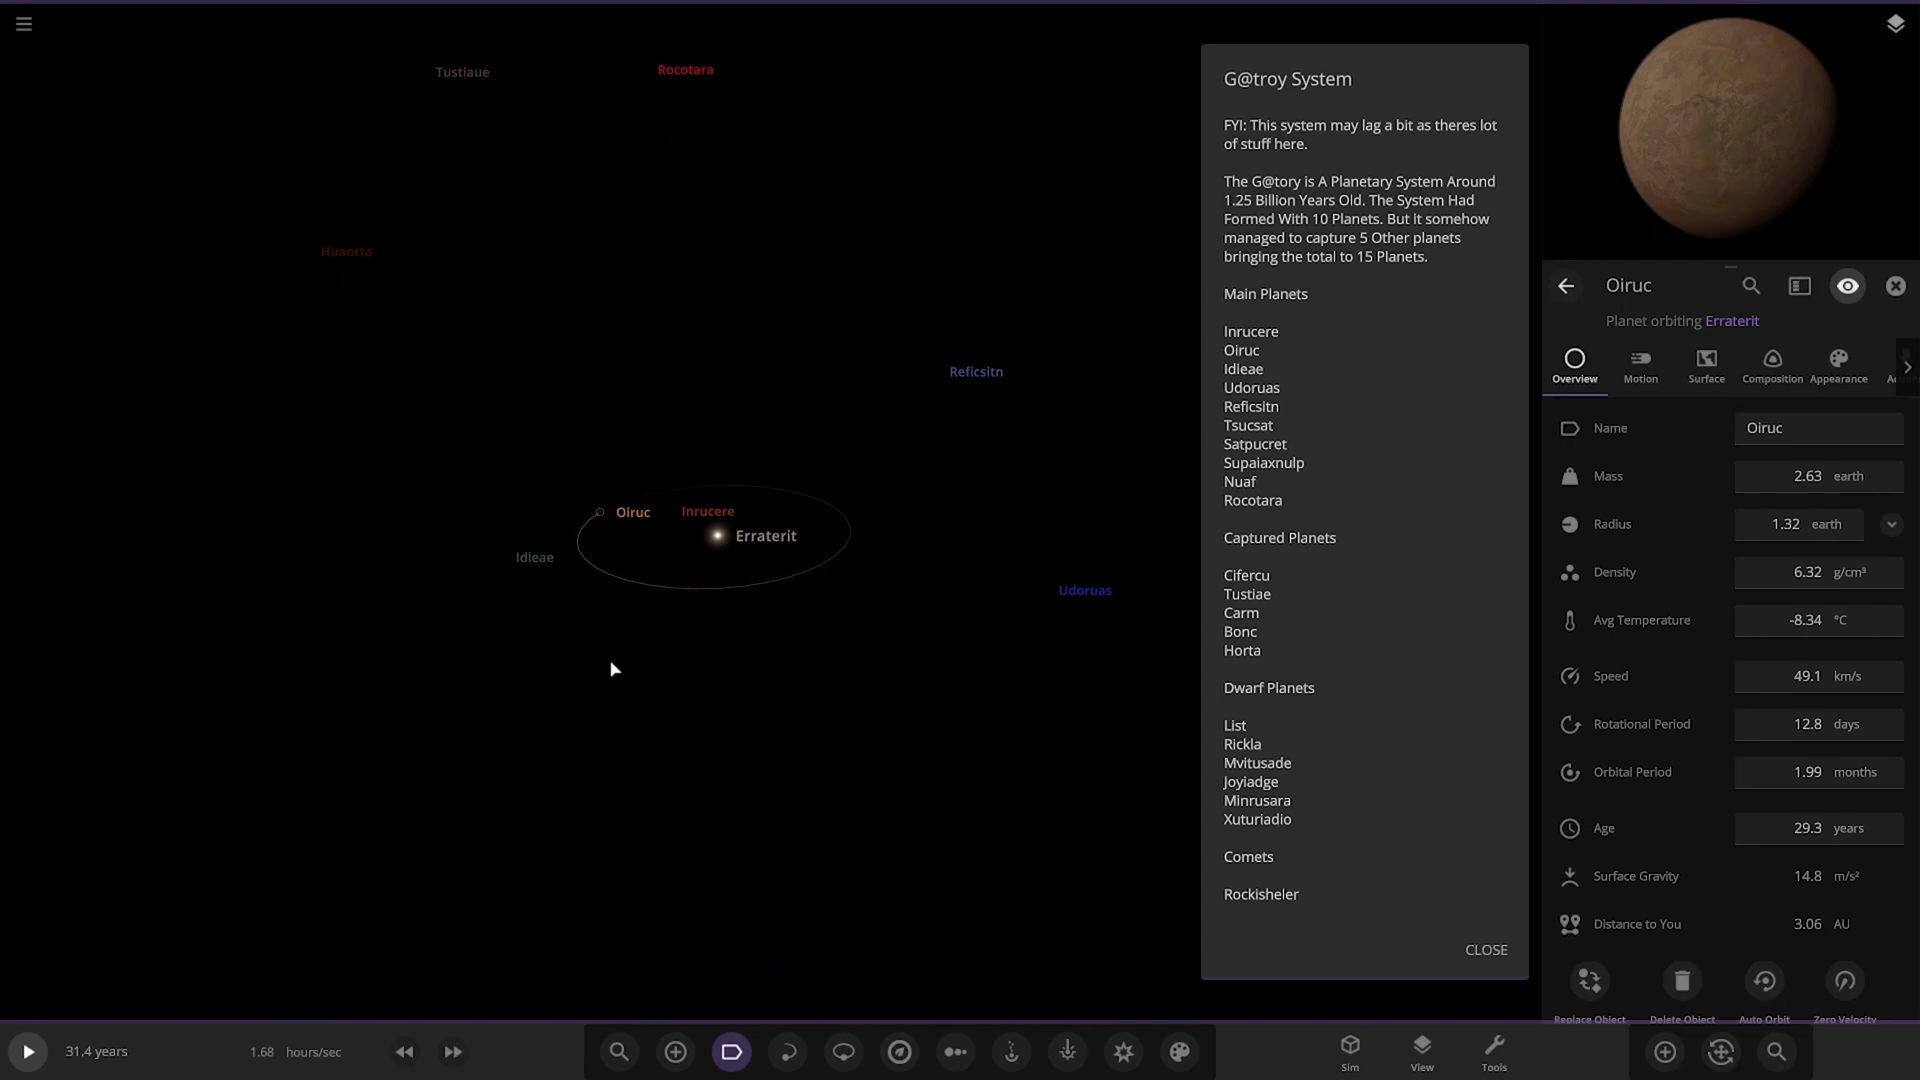 Tustiaue
Rocotara
Huaorta
Reficsitn
Oiruc
Inrucere
Erraterit
Idieae
Udoruas
G@troy System
FYI: This system may lag a bit as theres lot
of stuff here.
The G@tory is A Planetary System Around
1.25 Billion Years Old. The System Had
Formed With 10 Planets. But it somehow
managed to capture 5 Other planets
bringing the total to 15 Planets.
Main Planets
Inrucere
Oiruc
Idieae
Udoruas
Reficsitn
Tsucsat
Satpucret
Supaiaxnulp
Nuaf
Rocotara
Captured Planets
Cifercu
Tustiae
Carm
Bonc
Horta
Dwarf Planets
List
Rickla
Mvitusade
Joyiadge
Minrusara
Xuturiadio
Comets
Rockisheler
CLOSE
Oiruc
Planet orbiting Erraterit
Overview Motion Surface Composition Appearance
Name Oiruc
Mass 2.63 earth
Radius 1.32 earth
Density 6.32 g/cm³
Avg Temperature -8.34 °C
Speed 49.1 km/s
Rotational Period 12.8 days
Orbital Period 1.99 months
Age 29.3 years
Surface Gravity 14.8 m/s²
Distance to You 3.06 AU
Replace Object Delete Object Auto Orbit Zero Velocity
31.4 years 1.68 hours/sec
Sim View Tools